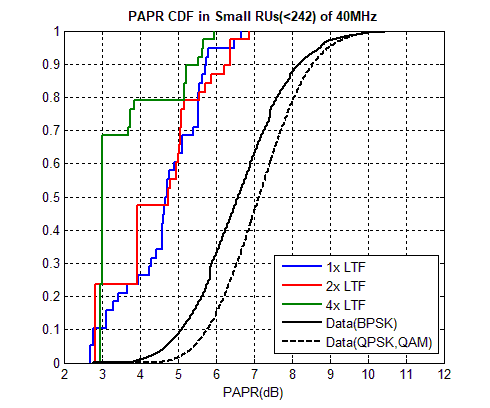 PAPR CDF in Small RUs(<242) of 40MHz
1
0.9
0.8
0.7
0.6
0.5
0.4
0.3
0.2
0.1
0
2 3 4 5 6 7 8 9 10 11 12
PAPR(dB)
1x LTF
2x LTF
4x LTF
Data(BPSK)
Data(QPSK,QAM)